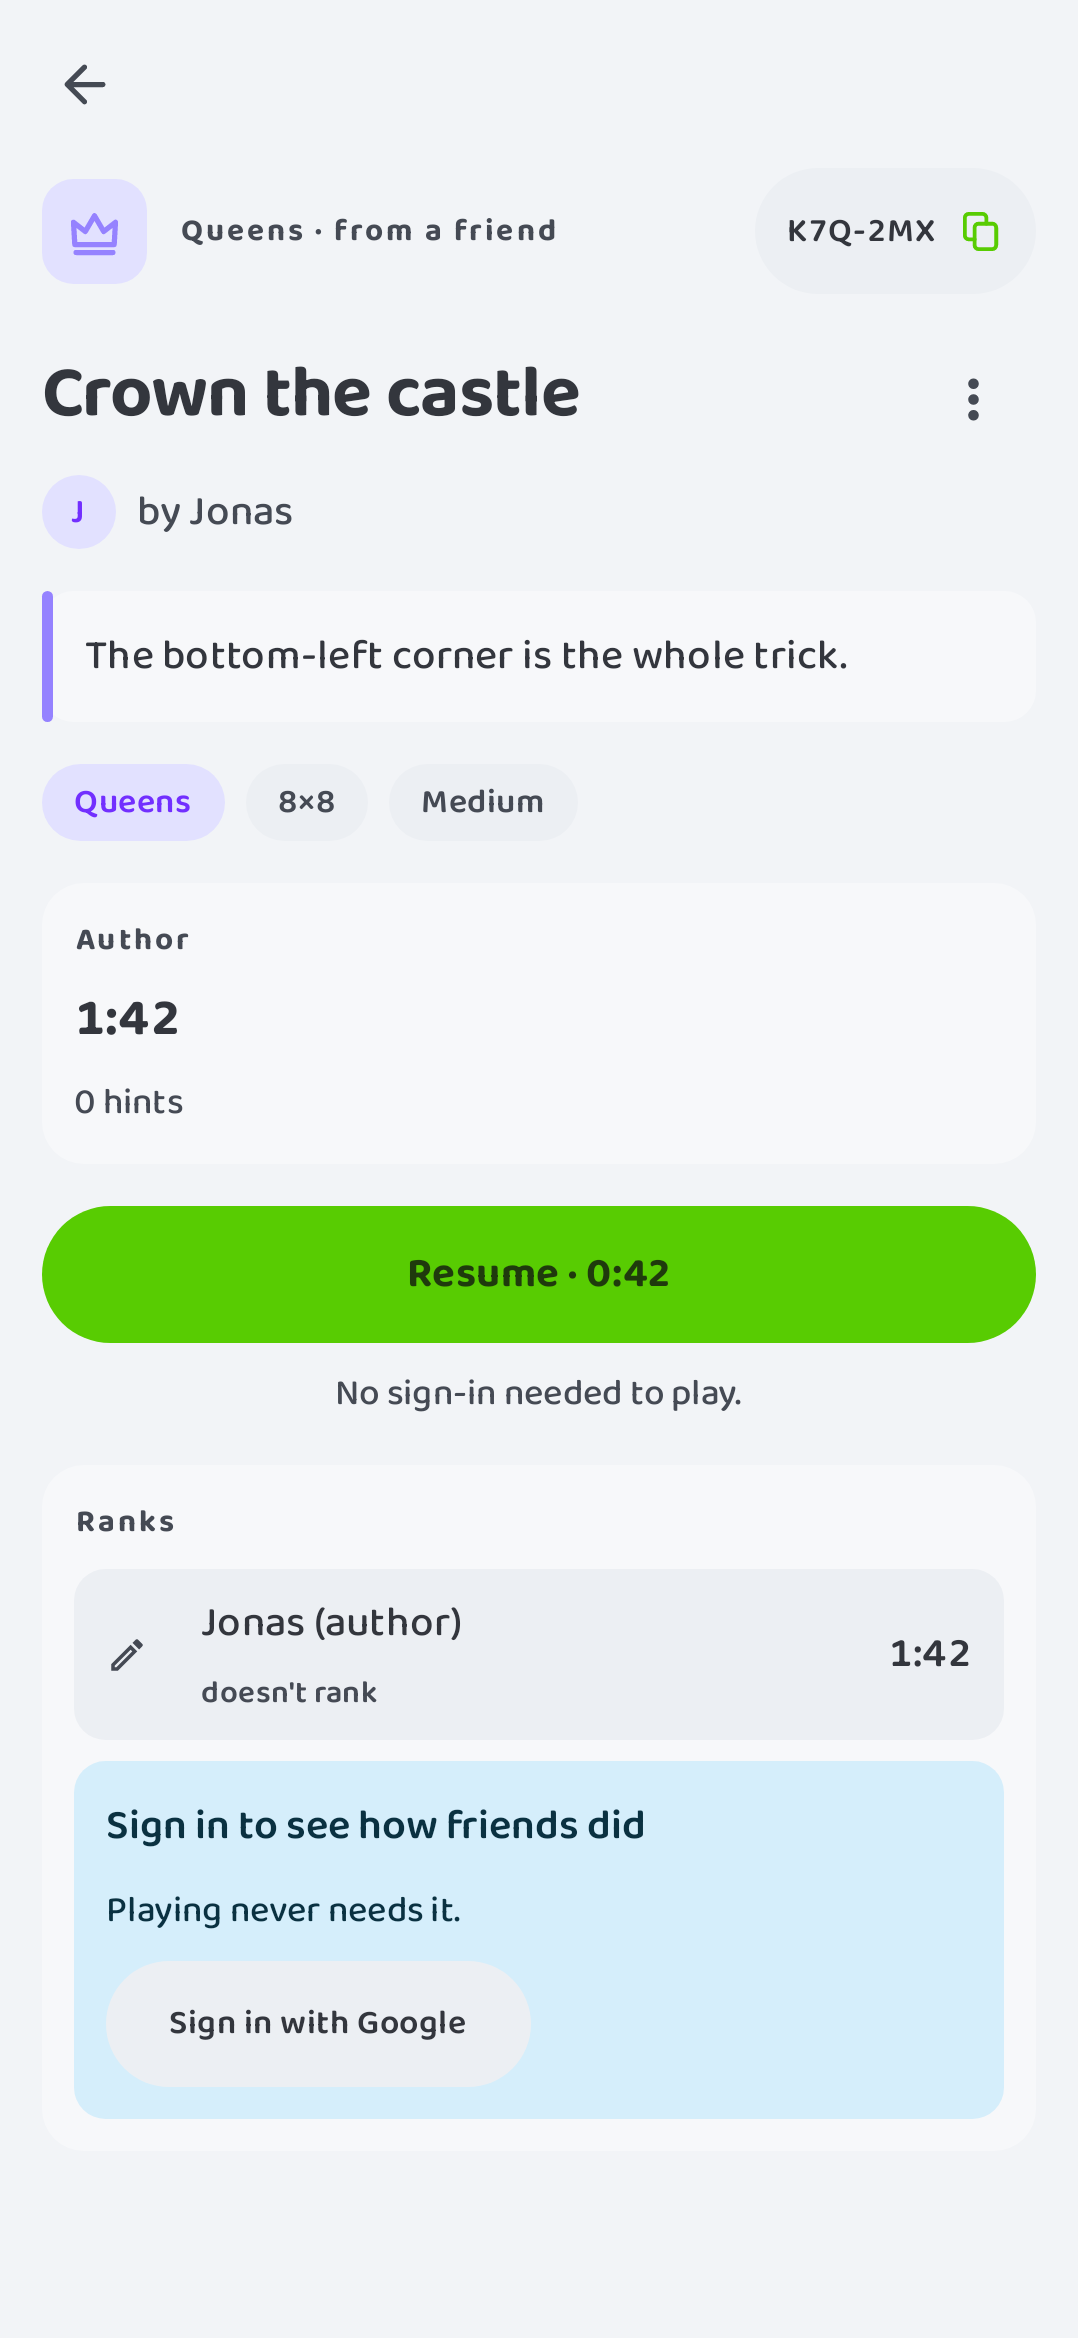 Queens · from a friend
K7Q-2MX
Crown the castle
J
by Jonas
The bottom-left corner is the whole trick.
Queens
8×8
Medium
Author
1:42
0 hints
Resume · 0:42
No sign-in needed to play.
Ranks
Jonas (author)
doesn't rank
1:42
Sign in to see how friends did
Playing never needs it.
Sign in with Google